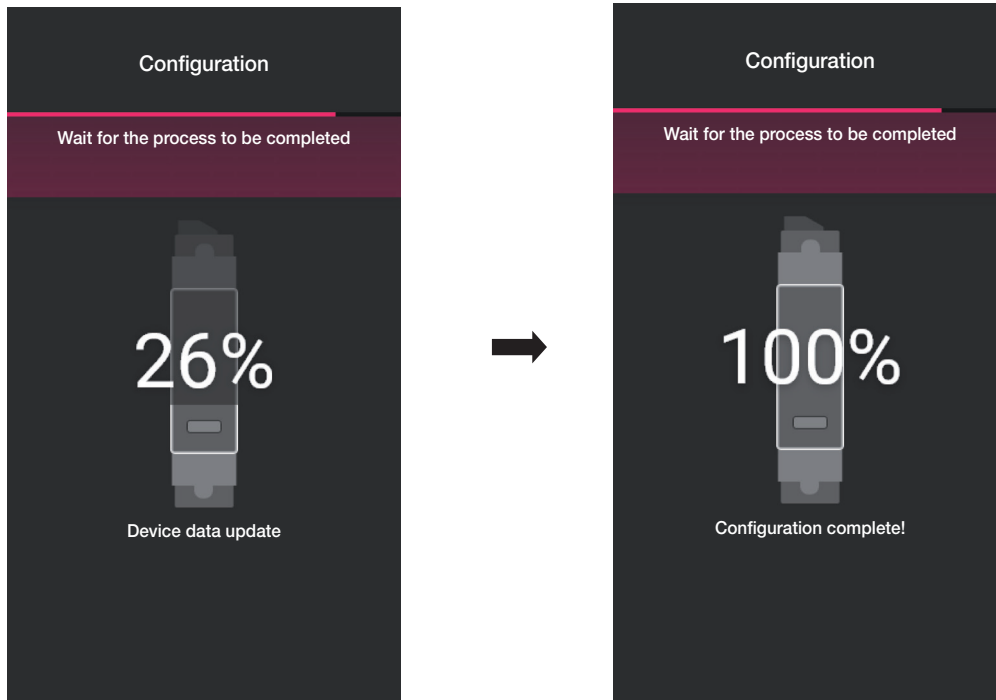 Configuration
Wait for the process to be completed
26%
Device data update
Configuration
Wait for the process to be completed
100%
Configuration complete!